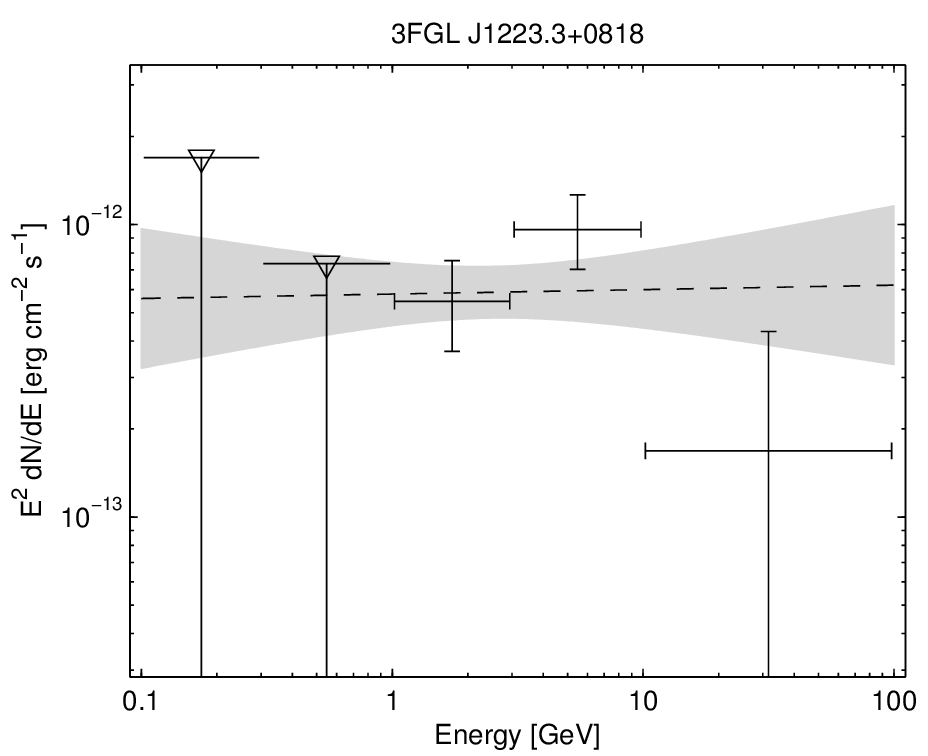 3FGL J1223.3+0818
E² dN/dE [erg cm⁻² s⁻¹]
10⁻¹²
10⁻¹³
0.1 1 10 100
Energy [GeV]